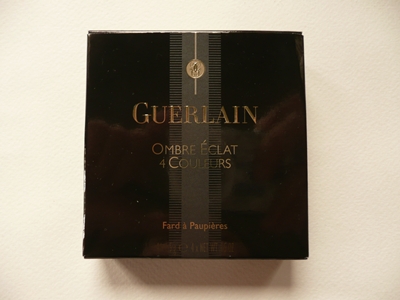 GUERLAIN
OMBRE ÉCLAT
4 COULEURS
Fard à Paupières